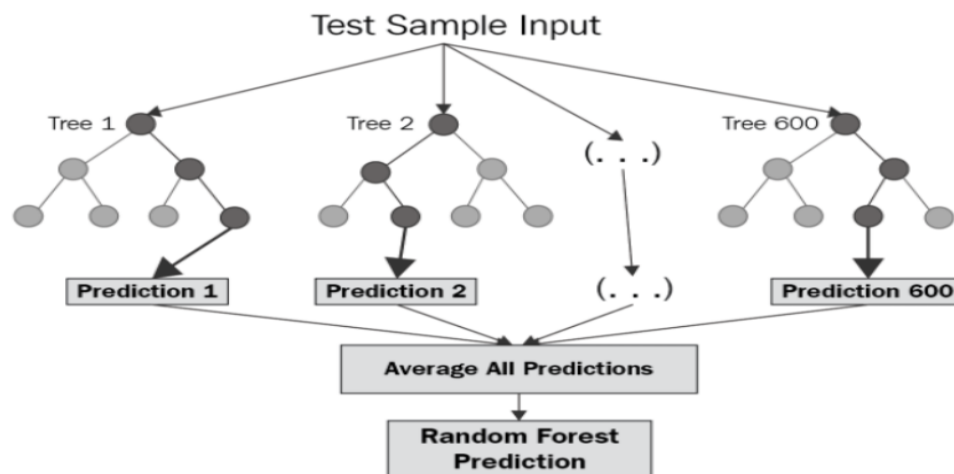 Test Sample Input
Tree 1
Tree 2
(. . .)
Tree 600
Prediction 1
Prediction 2
(. . .)
Prediction 600
Average All Predictions
Random Forest
Prediction